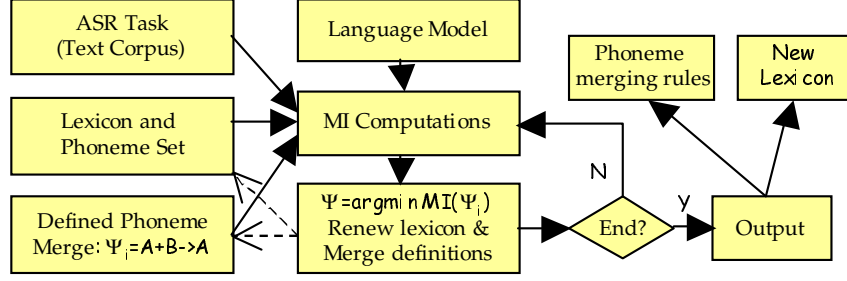 ASR Task
(Text Corpus)
Language Model
Phoneme
merging rules
New
Lexicon
Lexicon and
Phoneme Set
MI Computations
N
Defined Phoneme
Merge: Ψi=A+B->A
Ψ=argminMI(Ψi)
Renew lexicon &
Merge definitions
End?
y
Output